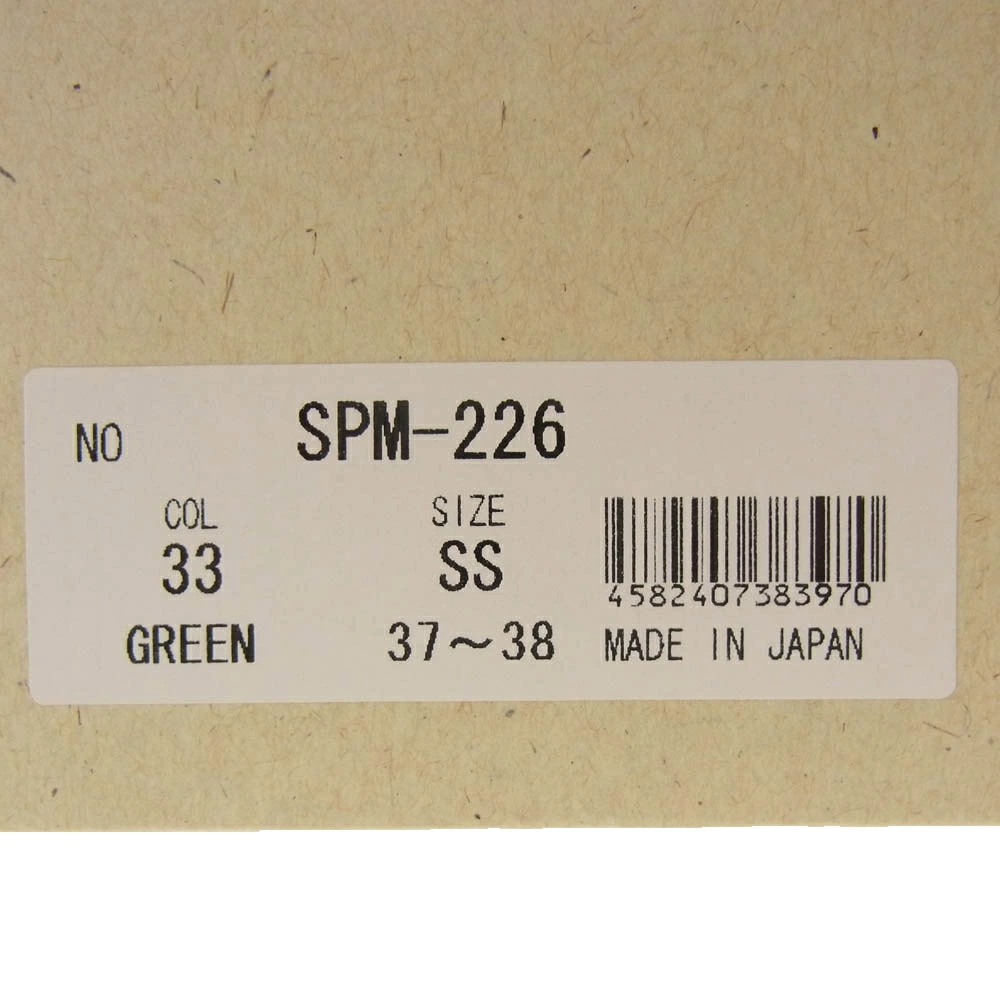 NO SPM-226
COL SIZE
33 SS
4582407383970
GREEN 37～38 MADE IN JAPAN